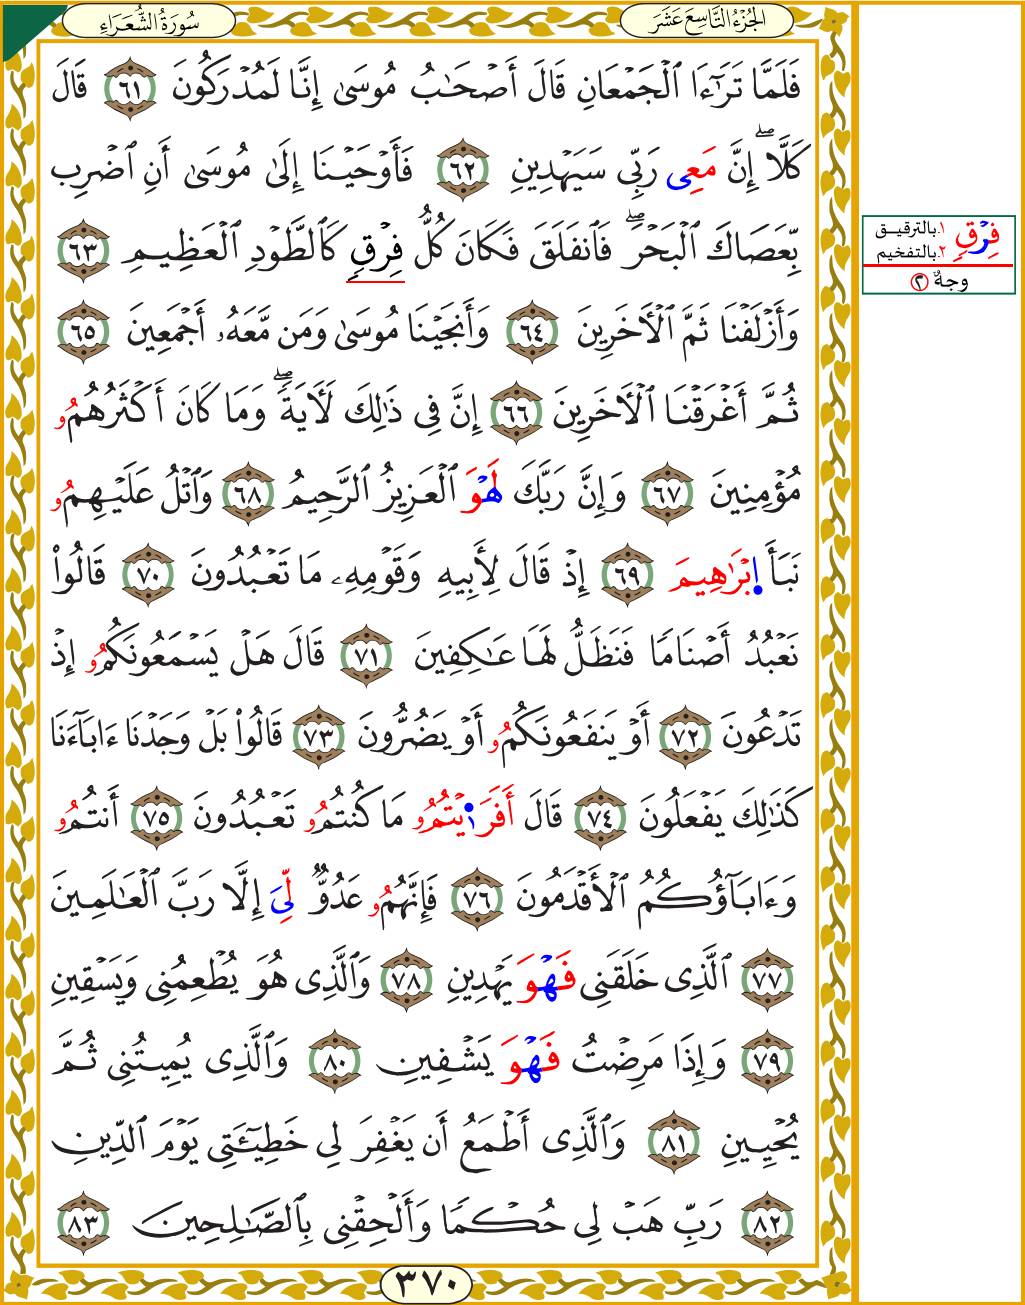 سُورَةُ الشُّعَرَاءِ
الجُزْءُ التَّاسِعَ عَشَرَ
فَلَمَّا تَرَٰٓءَا ٱلْجَمْعَانِ قَالَ أَصْحَٰبُ مُوسَىٰ إِنَّا لَمُدْرَكُونَ ٦١ قَالَ
كَلَّا ۖ إِنَّ مَعِى رَبِّى سَيَهْدِينِ ٦٢ فَأَوْحَيْنَا إِلَىٰ مُوسَىٰ أَنِ ٱضْرِب
بِّعَصَاكَ ٱلْبَحْرَ ۖ فَٱنفَلَقَ فَكَانَ كُلُّ فِرْقٍ كَٱلطَّوْدِ ٱلْعَظِيمِ ٦٣
وَأَزْلَفْنَا ثَمَّ ٱلْأَخَرِينَ ٦٤ وَأَنجَيْنَا مُوسَىٰ وَمَن مَّعَهُۥ أَجْمَعِينَ ٦٥
ثُمَّ أَغْرَقْنَا ٱلْأَخَرِينَ ٦٦ إِنَّ فِى ذَٰلِكَ لَأَيَةً ۖ وَمَا كَانَ أَكْثَرُهُمُو
مُؤْمِنِينَ ٦٧ وَإِنَّ رَبَّكَ لَهْوَ ٱلْعَزِيزُ ٱلرَّحِيمُ ٦٨ وَٱتْلُ عَلَيْهِمُو
نَبَأَ اِ۪بْرَٰهِيمَ ٦٩ إِذْ قَالَ لِأَبِيهِ وَقَوْمِهِۦ مَا تَعْبُدُونَ ٧٠ قَالُواْ
نَعْبُدُ أَصْنَامًا فَنَظَلُّ لَهَا عَٰكِفِينَ ٧١ قَالَ هَلْ يَسْمَعُونَكُمُو إِذْ
تَدْعُونَ ٧٢ أَوْ يَنفَعُونَكُمُو أَوْ يَضُرُّونَ ٧٣ قَالُواْ بَلْ وَجَدْنَا ءَابَآءَنَا
كَذَٰلِكَ يَفْعَلُونَ ٧٤ قَالَ أَفَرَٰ۬يْتُمُو مَا كُنتُمُو تَعْبُدُونَ ٧٥ أَنتُمُو
وَءَابَآؤُكُمُ ٱلْأَقْدَمُونَ ٧٦ فَإِنَّهُمُو عَدُوٌّ لِّىَ إِلَّا رَبَّ ٱلْعَٰلَمِينَ
٧٧ ٱلَّذِى خَلَقَنِى فَهْوَ يَهْدِينِ ٧٨ وَٱلَّذِى هُوَ يُطْعِمُنِى وَيَسْقِينِ
٧٩ وَإِذَا مَرِضْتُ فَهْوَ يَشْفِينِ ٨٠ وَٱلَّذِى يُمِيتُنِى ثُمَّ
يُحْيِينِ ٨١ وَٱلَّذِى أَطْمَعُ أَن يَغْفِرَ لِى خَطِيٓـَٔتِى يَوْمَ ٱلدِّينِ
٨٢ رَبِّ هَبْ لِى حُكْمًا وَأَلْحِقْنِى بِٱلصَّٰلِحِينَ ٨٣
٣٧٠
فِرْقٍ ١. بالترقيق
٢. بالتفخيم
وجهٌ ٢